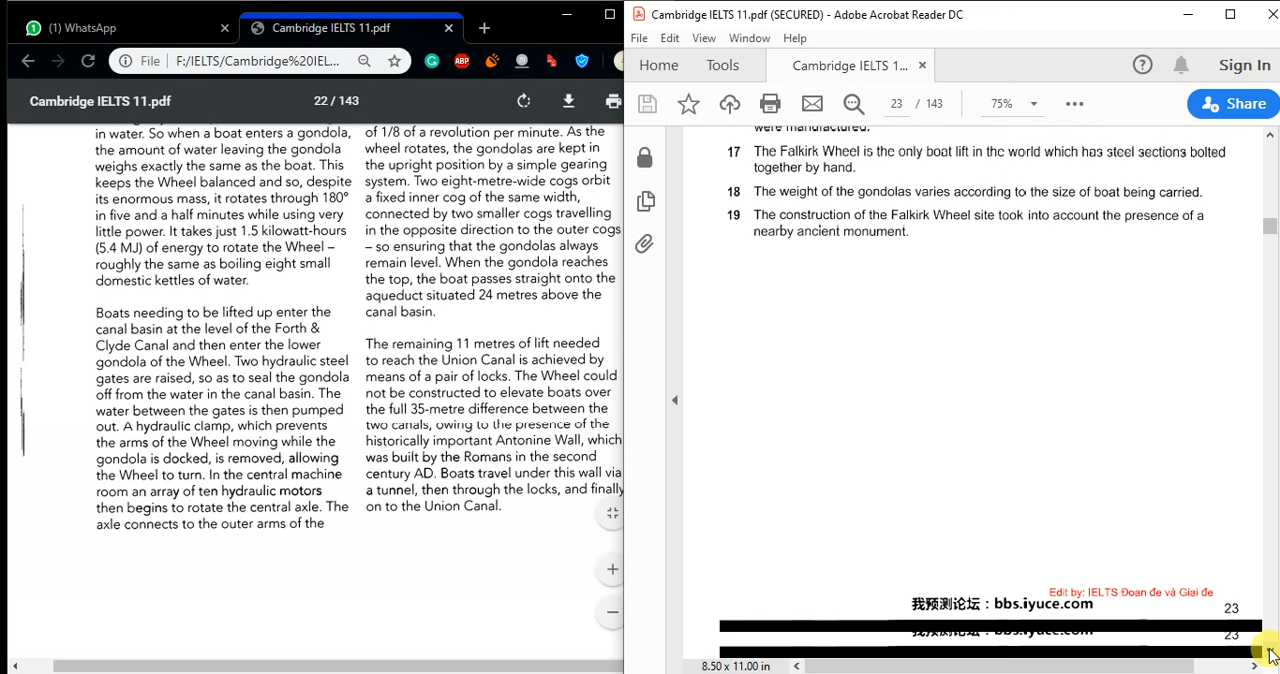 (1) WhatsApp
Cambridge IELTS 11.pdf
File
F:/IELTS/Cambridge%20IEL...
ABP
Cambridge IELTS 11.pdf
22 / 143
in water. So when a boat enters a gondola,
the amount of water leaving the gondola
weighs exactly the same as the boat. This
keeps the Wheel balanced and so, despite
its enormous mass, it rotates through 180°
in five and a half minutes while using very
little power. It takes just 1.5 kilowatt-hours
(5.4 MJ) of energy to rotate the Wheel –
roughly the same as boiling eight small
domestic kettles of water.
Boats needing to be lifted up enter the
canal basin at the level of the Forth &
Clyde Canal and then enter the lower
gondola of the Wheel. Two hydraulic steel
gates are raised, so as to seal the gondola
off from the water in the canal basin. The
water between the gates is then pumped
out. A hydraulic clamp, which prevents
the arms of the Wheel moving while the
gondola is docked, is removed, allowing
the Wheel to turn. In the central machine
room an array of ten hydraulic motors
then begins to rotate the central axle. The
axle connects to the outer arms of the
of 1/8 of a revolution per minute. As the
wheel rotates, the gondolas are kept in
the upright position by a simple gearing
system. Two eight-metre-wide cogs orbit
a fixed inner cog of the same width,
connected by two smaller cogs travelling
in the opposite direction to the outer cogs
– so ensuring that the gondolas always
remain level. When the gondola reaches
the top, the boat passes straight onto the
aqueduct situated 24 metres above the
canal basin.
The remaining 11 metres of lift needed
to reach the Union Canal is achieved by
means of a pair of locks. The Wheel could
not be constructed to elevate boats over
the full 35-metre difference between the
two canals, owing to the presence of the
historically important Antonine Wall, which
was built by the Romans in the second
century AD. Boats travel under this wall via
a tunnel, then through the locks, and finally
on to the Union Canal.
Cambridge IELTS 11.pdf (SECURED) - Adobe Acrobat Reader DC
File Edit View Window Help
Home Tools Cambridge IELTS 1... Sign In
23 / 143 75% Share
were manufactured.
17 The Falkirk Wheel is the only boat lift in the world which has steel sections bolted
together by hand.
18 The weight of the gondolas varies according to the size of boat being carried.
19 The construction of the Falkirk Wheel site took into account the presence of a
nearby ancient monument.
Edit by: IELTS Đoan đe và Giai đe
我预测论坛：bbs.iyuce.com
23
我预测论坛：bbs.iyuce.com
23
8.50 x 11.00 in